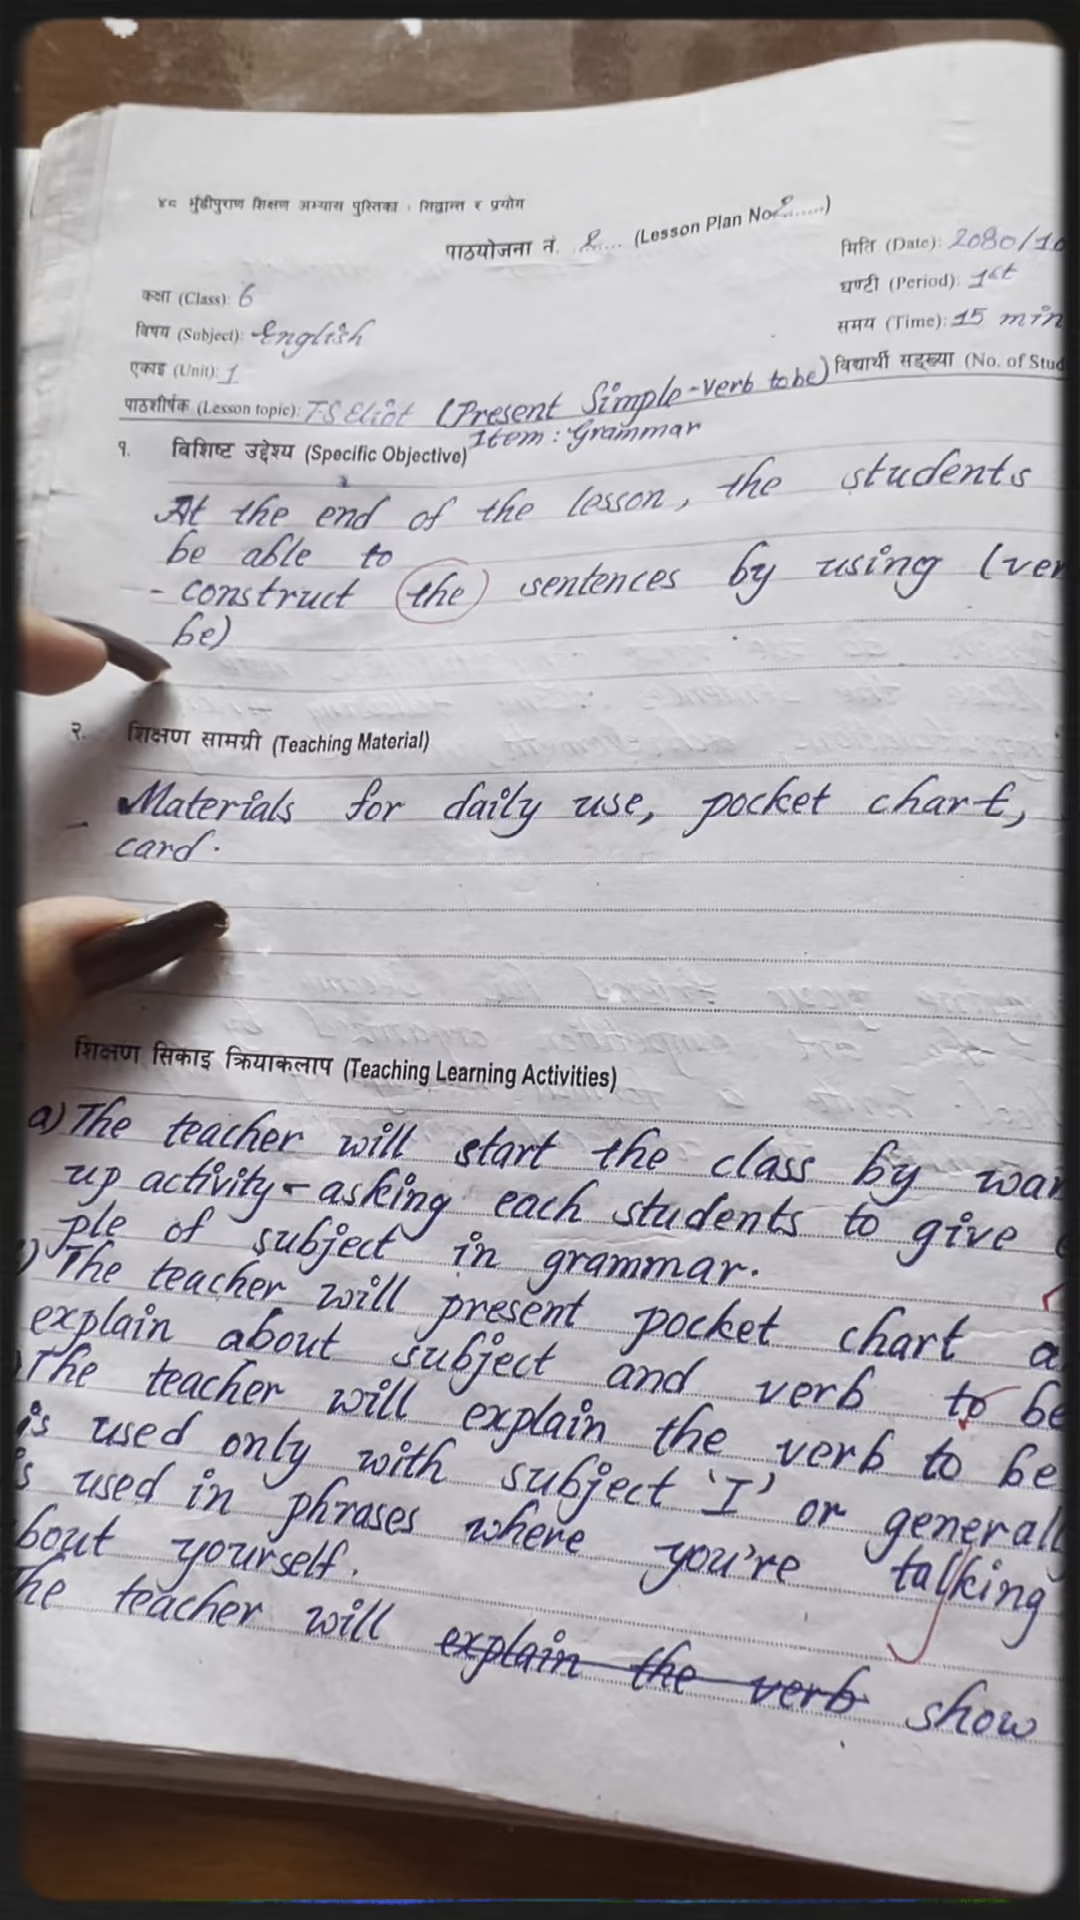 ४८ भुँडीपुराण शिक्षण अभ्यास पुस्तिका : सिद्धान्त र प्रयोग
पाठयोजना नं. 2 (Lesson Plan No. 2 ......)
मिति (Date): 2080/10
कक्षा (Class): 6
घण्टी (Period): 1st
विषय (Subject): English
समय (Time): 15 min
एकाइ (Unit): 1
विद्यार्थी सङ्ख्या (No. of Stud
पाठशीर्षक (Lesson topic): T.S Eliot (Present Simple-verb to be)
Item: Grammar
१. विशिष्ट उद्देश्य (Specific Objective)
At the end of the lesson, the students
be able to
- construct the sentences by using (ver
be)
२. शिक्षण सामग्री (Teaching Material)
- Materials for daily use, pocket chart,
card.
शिक्षण सिकाइ क्रियाकलाप (Teaching Learning Activities)
a) The teacher will start the class by war
up activity - asking each students to give
ple of subject in grammar.
) The teacher will present pocket chart a
explain about subject and verb to be
) The teacher will explain the verb to be
is used only with subject 'I' or generall
s used in phrases where you're talking
bout yourself.
he teacher will explain the verb show